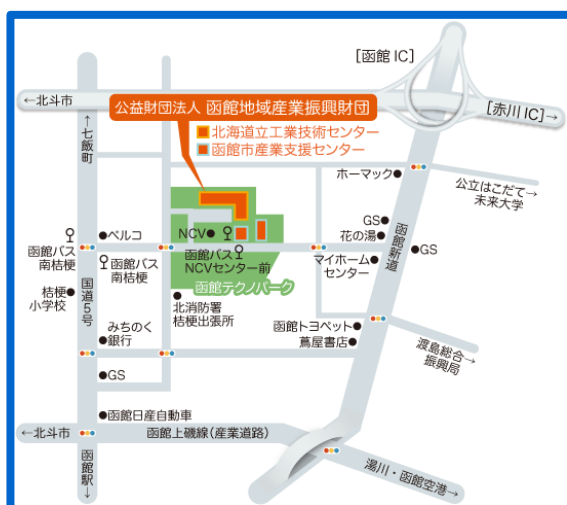 [函館IC]
←北斗市
[赤川IC]→
公益財団法人 函館地域産業振興財団
←七飯町
北海道立工業技術センター
函館市産業支援センター
ホーマック
公立はこだて→
未来大学
GS
花の湯
GS
函館新道
ベルコ
NCV
函館バス
南桔梗
函館バス
南桔梗
函館バス
NCVセンター前
マイホーム
センター
函館テクノパーク
桔梗
小学校
国道5号
北消防署
桔梗出張所
みちのく
銀行
函館トヨペット
蔦屋書店
渡島総合→
振興局
GS
函館日産自動車
←北斗市
函館上磯線(産業道路)
函館駅→
湯川・函館空港→